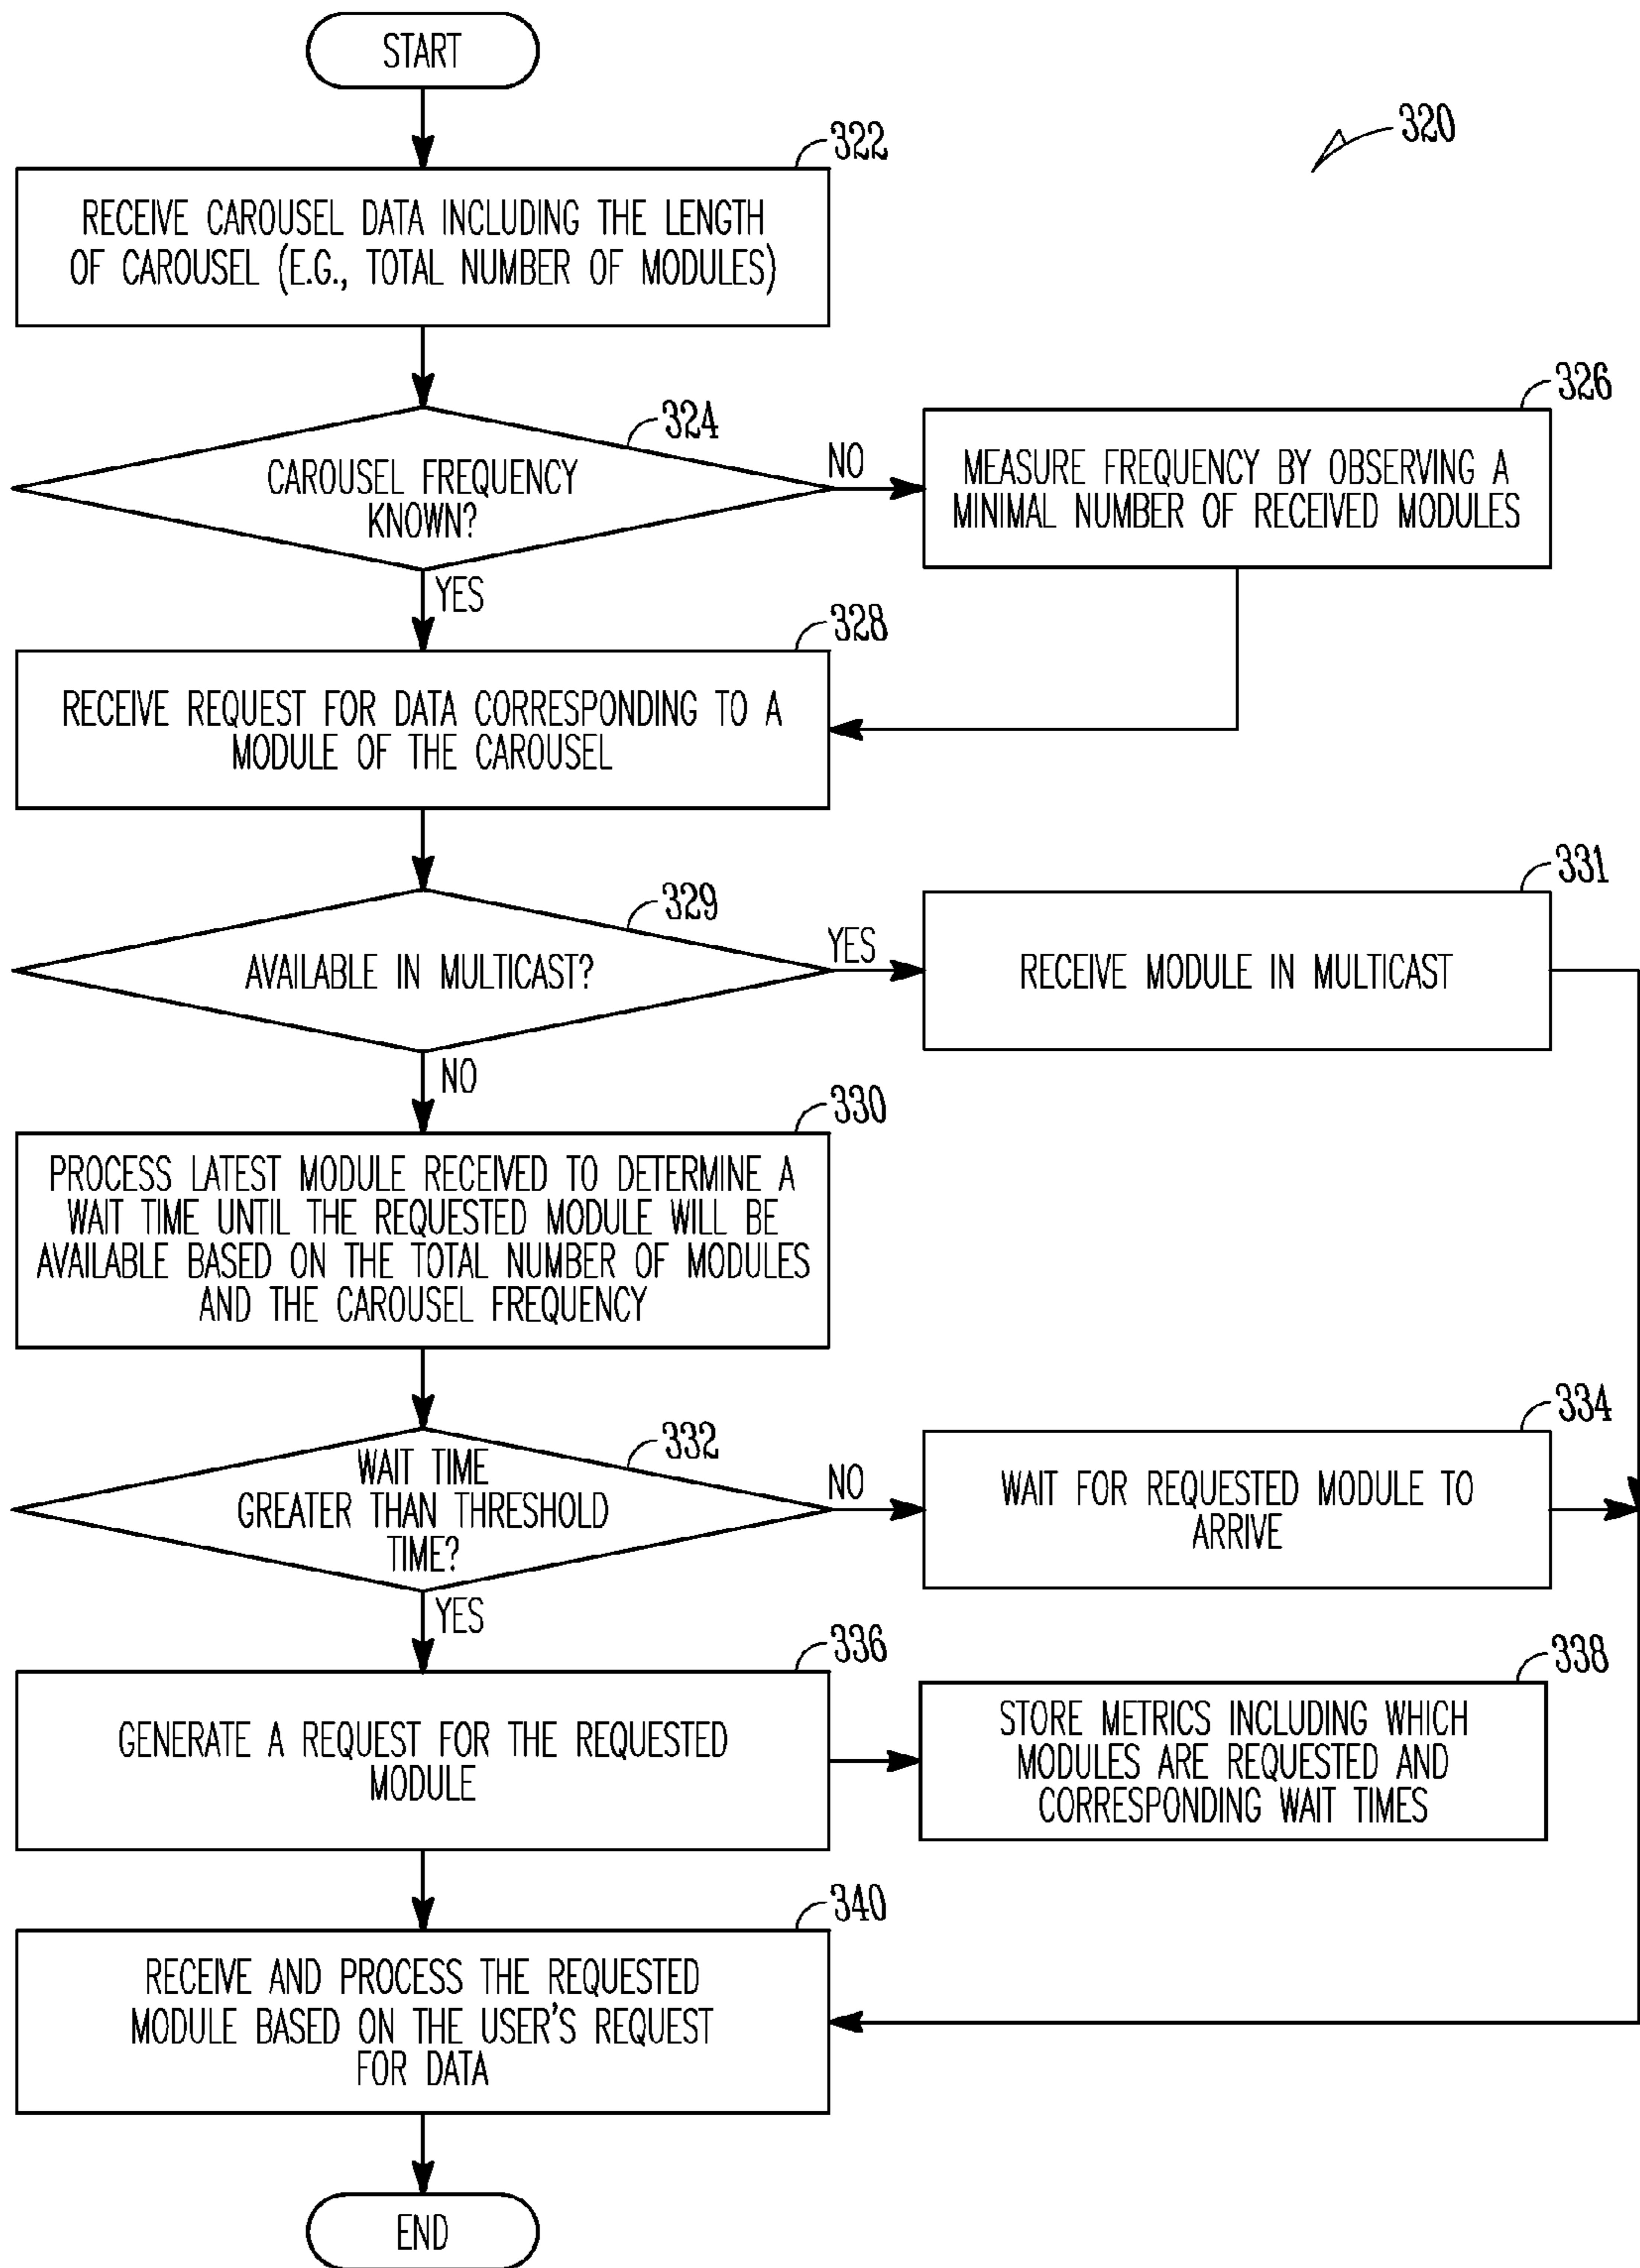 START
320
322
RECEIVE CAROUSEL DATA INCLUDING THE LENGTH
OF CAROUSEL (E.G., TOTAL NUMBER OF MODULES)
324
CAROUSEL FREQUENCY
KNOWN?
NO
326
MEASURE FREQUENCY BY OBSERVING A
MINIMAL NUMBER OF RECEIVED MODULES
YES
328
RECEIVE REQUEST FOR DATA CORRESPONDING TO A
MODULE OF THE CAROUSEL
329
AVAILABLE IN MULTICAST?
YES
331
RECEIVE MODULE IN MULTICAST
NO
330
PROCESS LATEST MODULE RECEIVED TO DETERMINE A
WAIT TIME UNTIL THE REQUESTED MODULE WILL BE
AVAILABLE BASED ON THE TOTAL NUMBER OF MODULES
AND THE CAROUSEL FREQUENCY
332
WAIT TIME
GREATER THAN THRESHOLD
TIME?
NO
334
WAIT FOR REQUESTED MODULE TO
ARRIVE
YES
336
GENERATE A REQUEST FOR THE REQUESTED
MODULE
338
STORE METRICS INCLUDING WHICH
MODULES ARE REQUESTED AND
CORRESPONDING WAIT TIMES
340
RECEIVE AND PROCESS THE REQUESTED
MODULE BASED ON THE USER'S REQUEST
FOR DATA
END